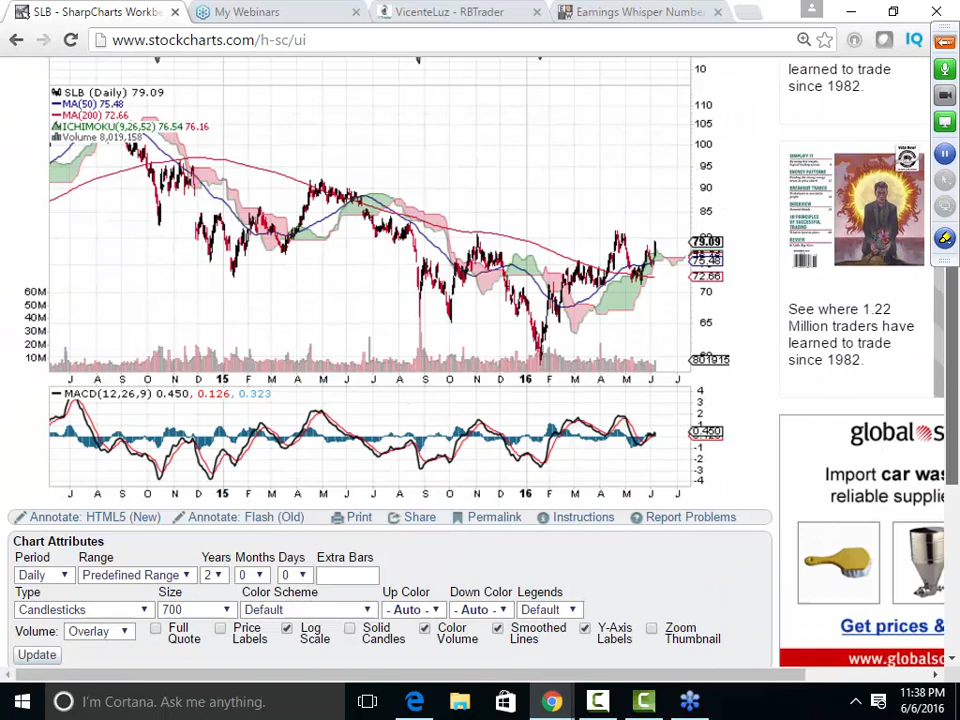 SLB - SharpCharts Workbe
My Webinars
VicenteLuz - RBTrader
Earnings Whisper Number
www.stockcharts.com/h-sc/ui
IQ
10
learned to trade
since 1982.
SLB (Daily) 79.09
MA(50) 75.48
MA(200) 72.66
ICHIMOKU(9,26,52) 76.54 76.16
Volume 8,019,158
110
105
100
95
90
85
79.09
75.48
72.66
70
65
60M
50M
40M
30M
20M
10M
8019158
J A S O N D 15 F M A M J J A S O N D 16 F M A M J J
MACD(12,26,9) 0.450, 0.126, 0.323
4
3
2
1
0.450
-1
-2
-3
-4
J A S O N D 15 F M A M J J A S O N D 16 F M A M J J
See where 1.22
Million traders have
learned to trade
since 1982.
Annotate: HTML5 (New)
Annotate: Flash (Old)
Print
Share
Permalink
Instructions
Report Problems
Chart Attributes
Period Range Years Months Days Extra Bars
Daily Predefined Range 2 0 0
Type Size Color Scheme Up Color Down Color Legends
Candlesticks 700 Default - Auto - - Auto - Default
Volume: Overlay
Full Quote
Price Labels
Log Scale
Solid Candles
Color Volume
Smoothed Lines
Y-Axis Labels
Zoom Thumbnail
Update
global s
Import car was
reliable supplie
Get prices &
www.globalso
I'm Cortana. Ask me anything.
11:38 PM
6/6/2016